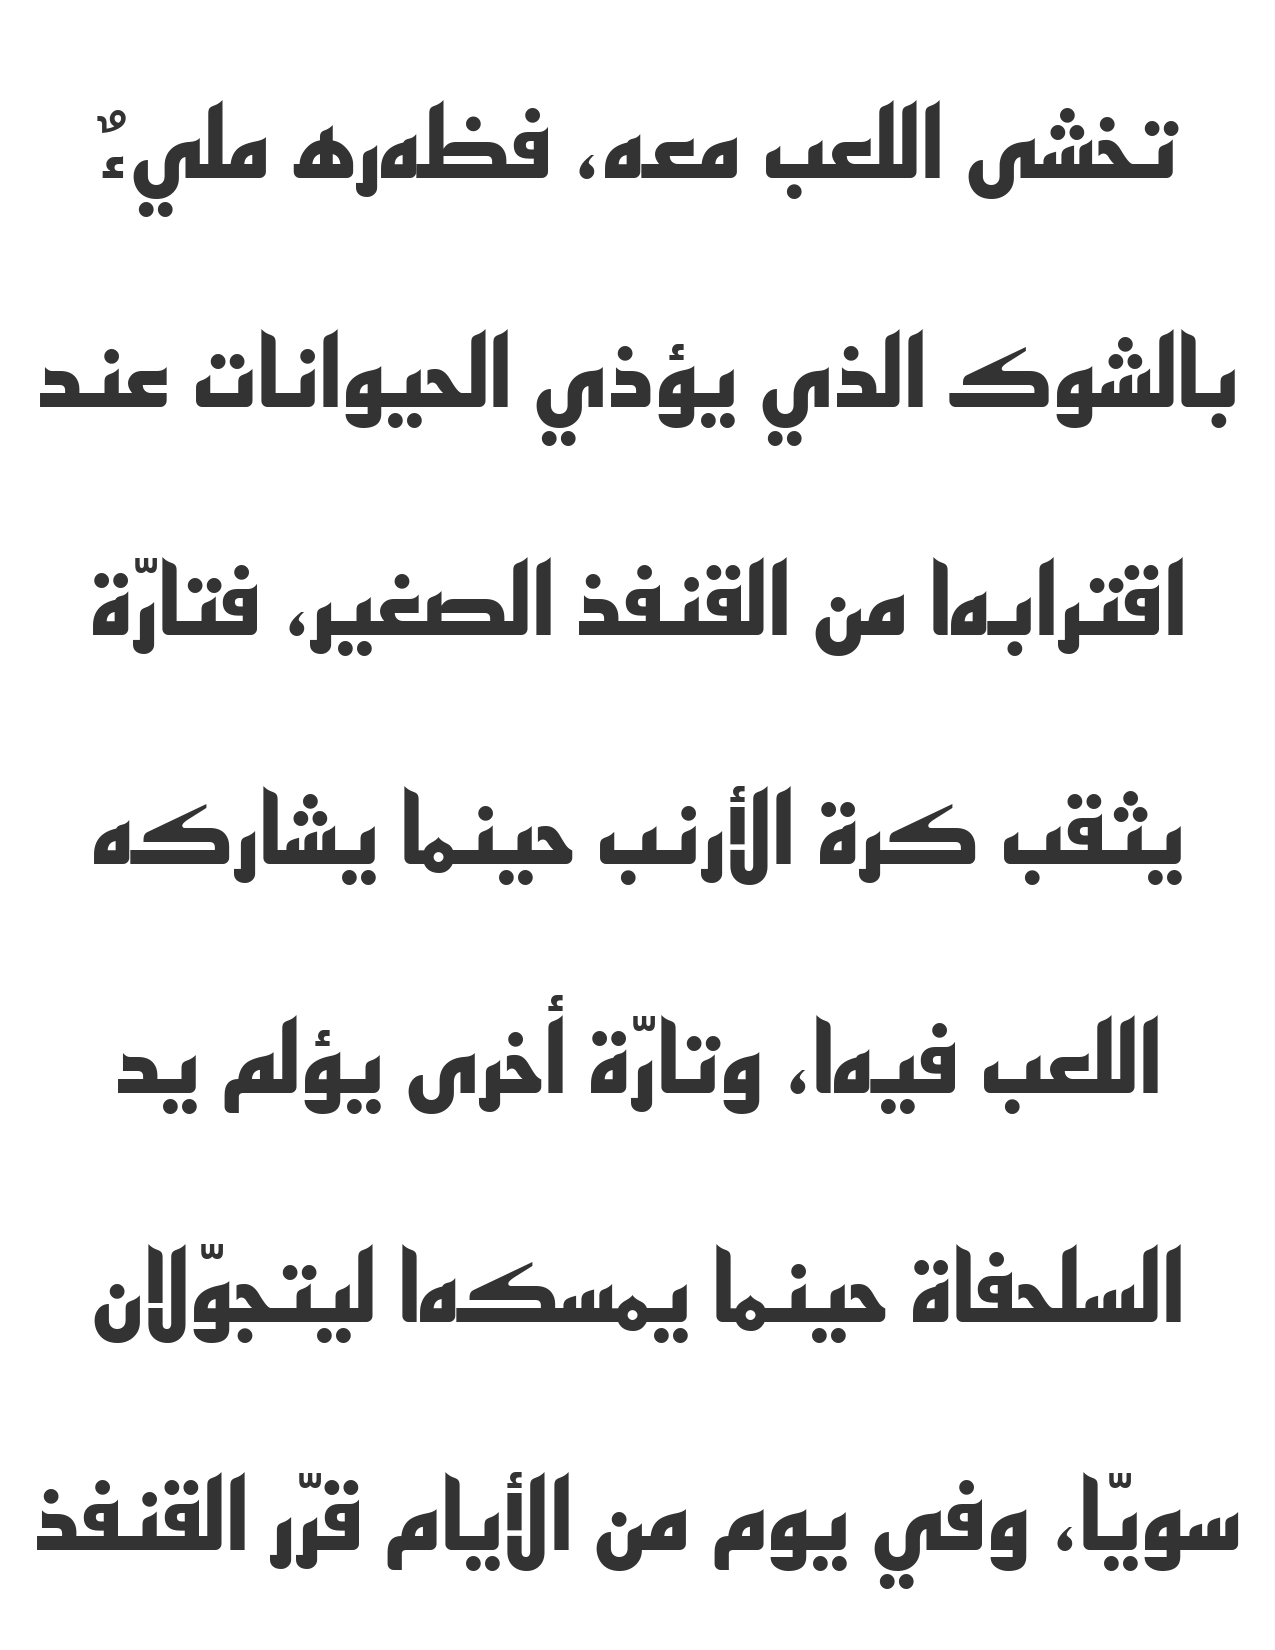 تخشى اللعب معه، فظهره مليءٌ
بالشوك الذي يؤذي الحيوانات عند
اقترابها من القنفذ الصغير، فتارّة
يثقب كرة الأرنب حينما يشاركه
اللعب فيها، وتارّة أخرى يؤلم يد
السلحفاة حينما يمسكها ليتجوّلان
سويّا، وفي يوم من الأيام قرّر القنفذ